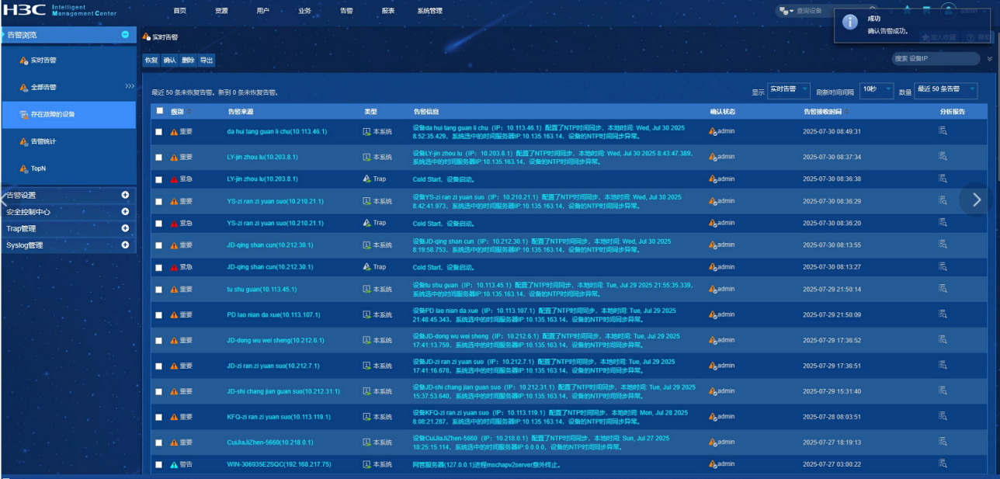 H3C Intelligent Management Center
首页 资源 用户 业务 告警 报表 系统管理
查询设备
admin
成功
确认告警成功。
加入收藏 帮助
告警浏览
实时告警
全部告警 >>>
存在故障的设备
告警统计
TopN
告警设置
安全控制中心
Trap管理
Syslog管理
实时告警
恢复 确认 删除 导出
搜索 设备IP
最近 50 条未恢复告警。新到 0 条未恢复告警。
显示 实时告警 刷新时间间隔 10秒 数量 最近 50 条告警
级别 告警来源 类型 告警信息 确认状态 告警接收时间 分析报告
重要 da hui tang guan li chu(10.113.46.1) 本系统 设备da hui tang guan li chu（IP：10.113.46.1）配置了NTP时间同步，本地时间: Wed, Jul 30 2025
8:52:35.429，系统选中的时间服务器IP:10.135.163.14，设备的NTP时间同步异常。 admin 2025-07-30 08:49:31
重要 LY-jin zhou lu(10.203.8.1) 本系统 设备LY-jin zhou lu（IP：10.203.8.1）配置了NTP时间同步，本地时间: Wed, Jul 30 2025 8:43:47.389，
系统选中的时间服务器IP:10.135.163.14，设备的NTP时间同步异常。 admin 2025-07-30 08:37:34
紧急 LY-jin zhou lu(10.203.8.1) Trap Cold Start，设备启动。 admin 2025-07-30 08:36:38
重要 YS-zi ran zi yuan suo(10.210.21.1) 本系统 设备YS-zi ran zi yuan suo（IP：10.210.21.1）配置了NTP时间同步，本地时间: Wed, Jul 30 2025
8:42:41.973，系统选中的时间服务器IP:10.135.163.14，设备的NTP时间同步异常。 admin 2025-07-30 08:36:29
紧急 YS-zi ran zi yuan suo(10.210.21.1) Trap Cold Start，设备启动。 admin 2025-07-30 08:36:20
重要 JD-qing shan cun(10.212.30.1) 本系统 设备JD-qing shan cun（IP：10.212.30.1）配置了NTP时间同步，本地时间: Wed, Jul 30 2025
8:19:58.753，系统选中的时间服务器IP:10.135.163.14，设备的NTP时间同步异常。 admin 2025-07-30 08:13:55
紧急 JD-qing shan cun(10.212.30.1) Trap Cold Start，设备启动。 admin 2025-07-30 08:13:27
重要 tu shu guan(10.113.45.1) 本系统 设备tu shu guan（IP：10.113.45.1）配置了NTP时间同步，本地时间: Tue, Jul 29 2025 21:55:35.339，
系统选中的时间服务器IP:10.135.163.14，设备的NTP时间同步异常。 admin 2025-07-29 21:50:14
重要 PD lao nian da xue(10.113.107.1) 本系统 设备PD lao nian da xue（IP：10.113.107.1）配置了NTP时间同步，本地时间: Tue, Jul 29 2025
21:48:45.343，系统选中的时间服务器IP:10.135.163.14，设备的NTP时间同步异常。 admin 2025-07-29 21:50:09
重要 JD-dong wu wei sheng(10.212.6.1) 本系统 设备JD-dong wu wei sheng（IP：10.212.6.1）配置了NTP时间同步，本地时间: Tue, Jul 29 2025
17:41:13.759，系统选中的时间服务器IP:10.135.163.14，设备的NTP时间同步异常。 admin 2025-07-29 17:36:52
重要 JD-zi ran zi yuan suo(10.212.7.1) 本系统 设备JD-zi ran zi yuan suo（IP：10.212.7.1）配置了NTP时间同步，本地时间: Tue, Jul 29 2025
17:41:16.678，系统选中的时间服务器IP:10.135.163.14，设备的NTP时间同步异常。 admin 2025-07-29 17:36:51
重要 JD-shi chang jian guan suo(10.212.31.1) 本系统 设备JD-shi chang jian guan suo（IP：10.212.31.1）配置了NTP时间同步，本地时间: Tue, Jul 29 2025
15:37:53.640，系统选中的时间服务器IP:10.135.163.14，设备的NTP时间同步异常。 admin 2025-07-29 15:31:40
重要 KFQ-zi ran zi yuan suo(10.113.119.1) 本系统 设备KFQ-zi ran zi yuan suo（IP：10.113.119.1）配置了NTP时间同步，本地时间: Mon, Jul 28 2025
8:08:21.287，系统选中的时间服务器IP:10.135.163.14，设备的NTP时间同步异常。 admin 2025-07-28 08:03:51
重要 CuiJiaJiZhen-5660(10.218.0.1) 本系统 设备CuiJiaJiZhen-5660（IP：10.218.0.1）配置了NTP时间同步，本地时间: Sun, Jul 27 2025
18:25:15.114，系统选中的时间服务器IP:0.0.0.0，设备的NTP时间同步异常。 admin 2025-07-27 18:19:13
警告 WIN-306935E2SQC(192.168.217.75) 本系统 网管服务器(127.0.0.1)进程mschapv2server意外终止。 admin 2025-07-27 03:00:22